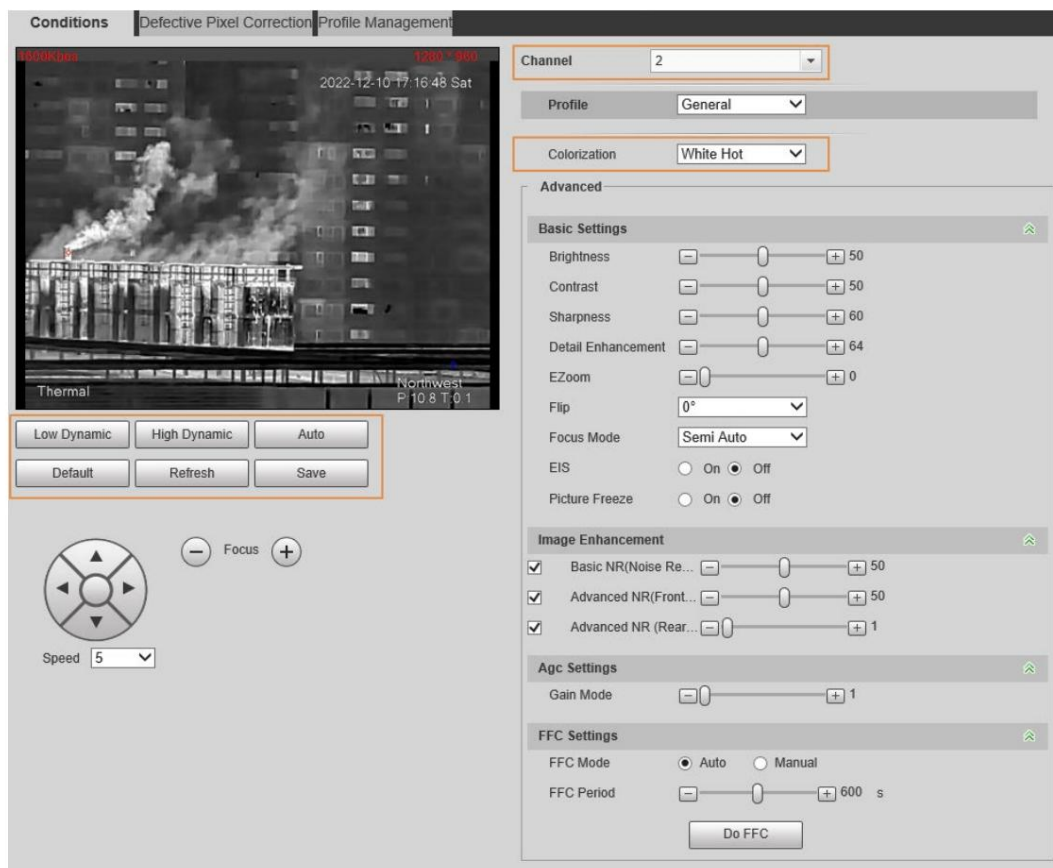 Conditions Defective Pixel Correction Profile Management
1500Kbps 1280 * 960
2022-12-10 17:16:48 Sat
Thermal
Northwest
P:10.8 T:0.1
Low Dynamic High Dynamic Auto
Default Refresh Save
Focus
Speed 5
Channel 2
Profile General
Colorization White Hot
Advanced
Basic Settings
Brightness 50
Contrast 50
Sharpness 60
Detail Enhancement 64
EZoom 0
Flip 0°
Focus Mode Semi Auto
EIS On Off
Picture Freeze On Off
Image Enhancement
Basic NR(Noise Re... 50
Advanced NR(Front... 50
Advanced NR (Rear... 1
Agc Settings
Gain Mode 1
FFC Settings
FFC Mode Auto Manual
FFC Period 600 s
Do FFC